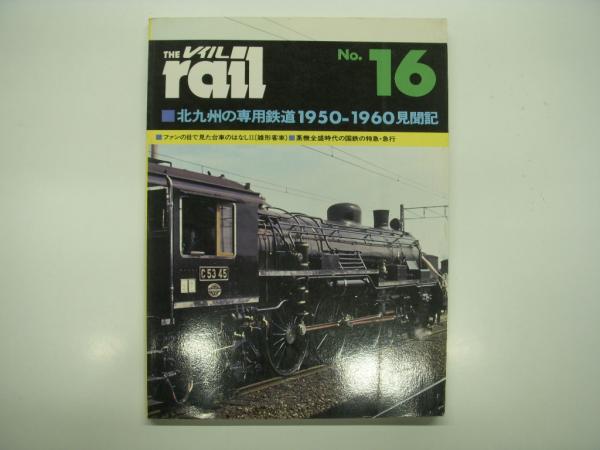 THE レイル
rail
No. 16
■北九州の専用鉄道1950-1960見聞記
■ファンの目で見た台車のはなしII[雄形客車] ■蒸機全盛時代の国鉄の特急・急行
C53 45